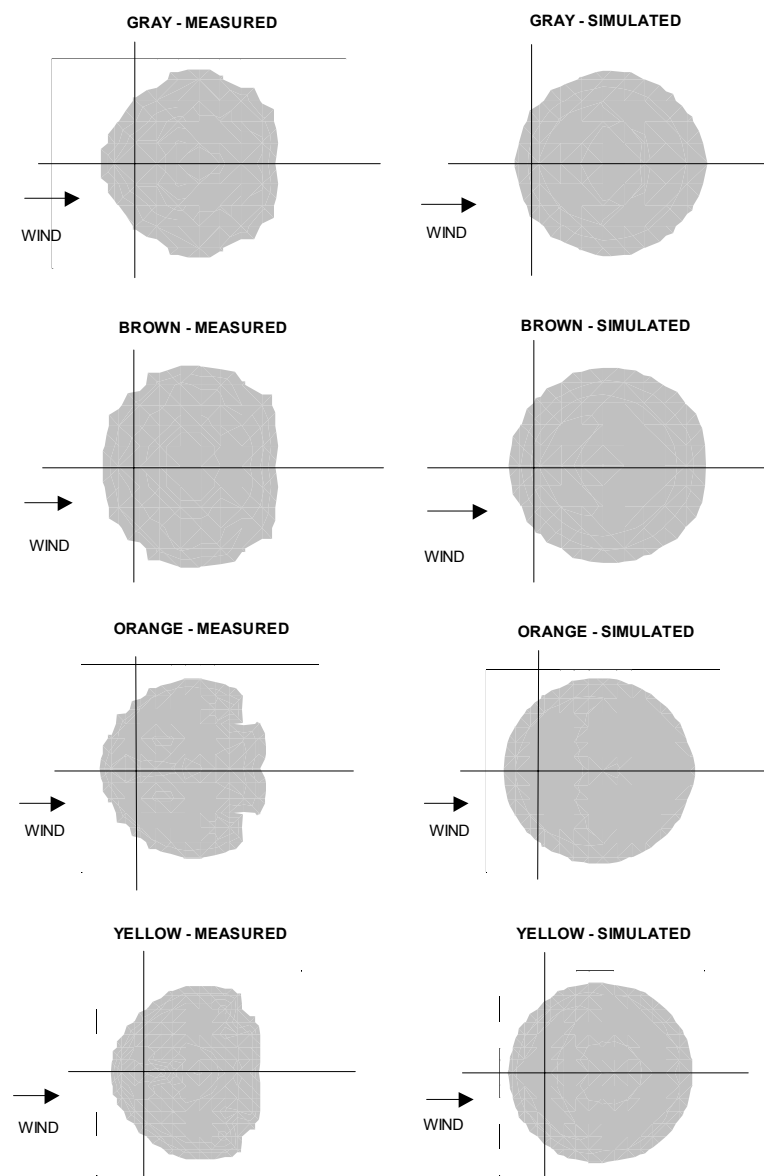 GRAY - MEASURED
GRAY - SIMULATED
WIND
WIND
BROWN - MEASURED
BROWN - SIMULATED
WIND
WIND
ORANGE - MEASURED
ORANGE - SIMULATED
WIND
WIND
YELLOW - MEASURED
YELLOW - SIMULATED
WIND
WIND